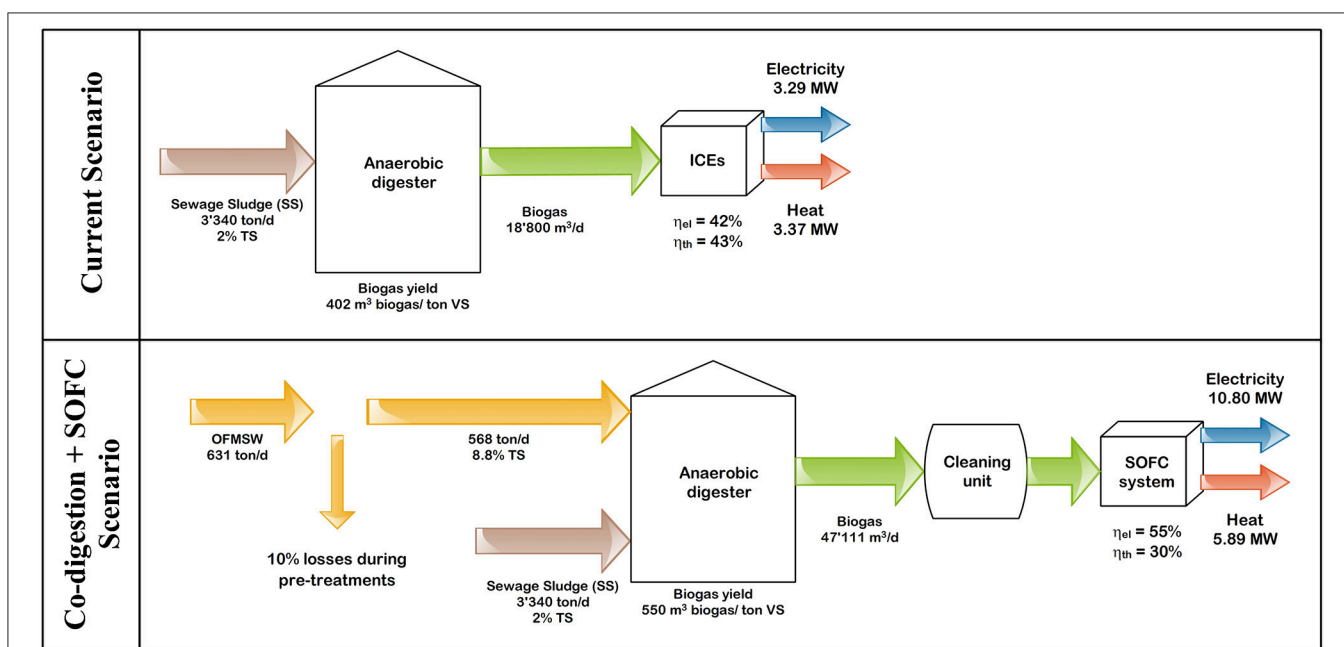 Current Scenario
Sewage Sludge (SS)
3'340 ton/d
2% TS
Anaerobic
digester
Biogas yield
402 m³ biogas/ ton VS
Biogas
18'800 m³/d
ICEs
ηel = 42%
ηth = 43%
Electricity
3.29 MW
Heat
3.37 MW
Co-digestion + SOFC
Scenario
OFMSW
631 ton/d
10% losses during
pre-treatments
568 ton/d
8.8% TS
Sewage Sludge (SS)
3'340 ton/d
2% TS
Anaerobic
digester
Biogas yield
550 m³ biogas/ ton VS
Biogas
47'111 m³/d
Cleaning
unit
SOFC
system
ηel = 55%
ηth = 30%
Electricity
10.80 MW
Heat
5.89 MW